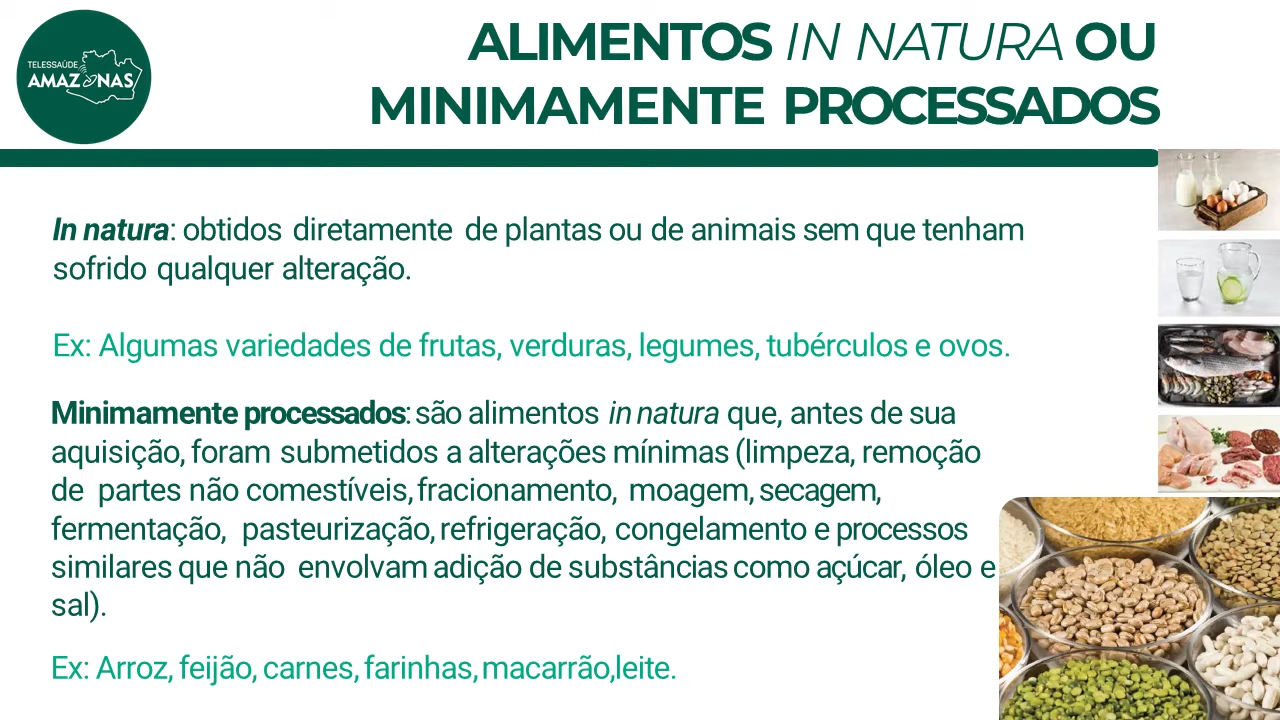 TELESSAÚDE
AMAZONAS
ALIMENTOS IN NATURA OU
MINIMAMENTE PROCESSADOS
In natura: obtidos diretamente de plantas ou de animais sem que tenham
sofrido qualquer alteração.
Ex: Algumas variedades de frutas, verduras, legumes, tubérculos e ovos.
Minimamente processados: são alimentos in natura que, antes de sua
aquisição, foram submetidos a alterações mínimas (limpeza, remoção
de partes não comestíveis, fracionamento, moagem, secagem,
fermentação, pasteurização, refrigeração, congelamento e processos
similares que não envolvam adição de substâncias como açúcar, óleo e
sal).
Ex: Arroz, feijão, carnes, farinhas, macarrão,leite.